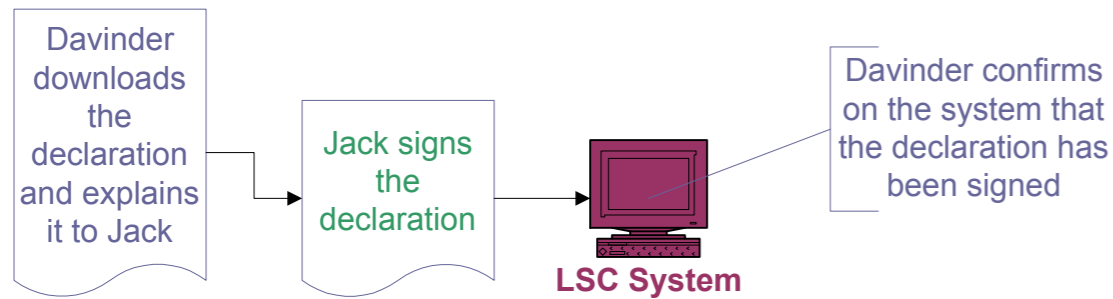 Davinder
downloads
the
declaration
and explains
it to Jack
Jack signs
the
declaration
LSC System
Davinder confirms
on the system that
the declaration has
been signed